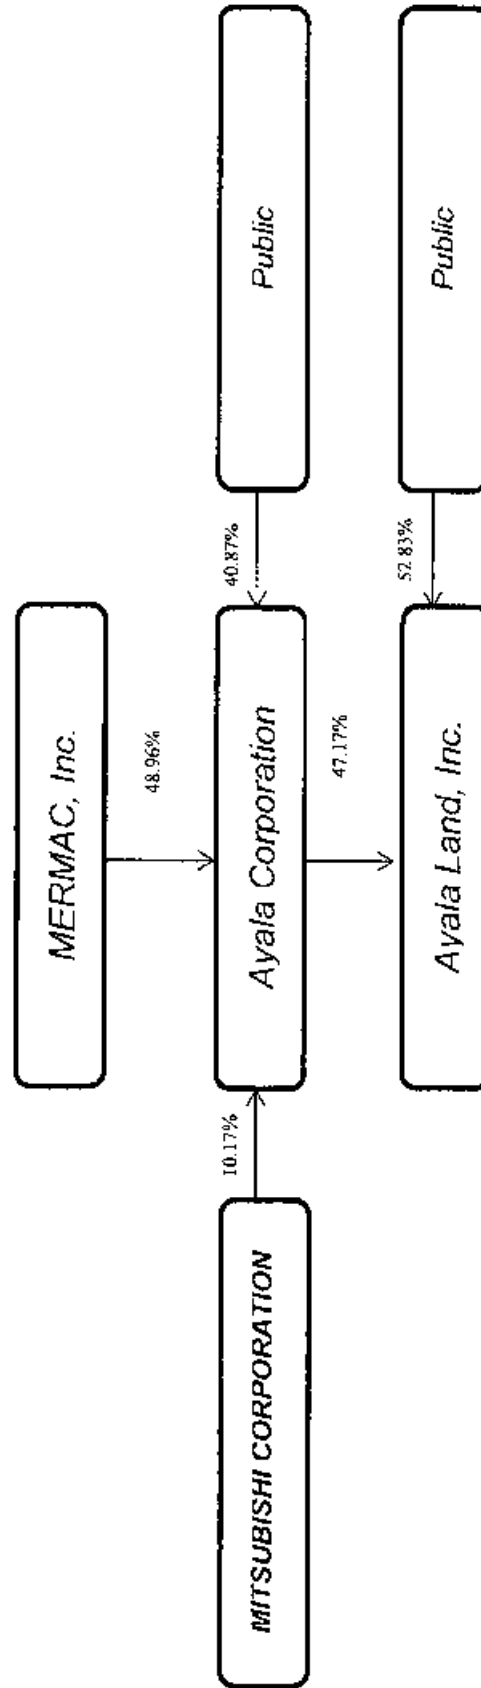 MERMAC, Inc.
48.96%
MITSUBISHI CORPORATION
10.17%
Ayala Corporation
40.87%
Public
47.17%
Ayala Land, Inc.
52.83%
Public